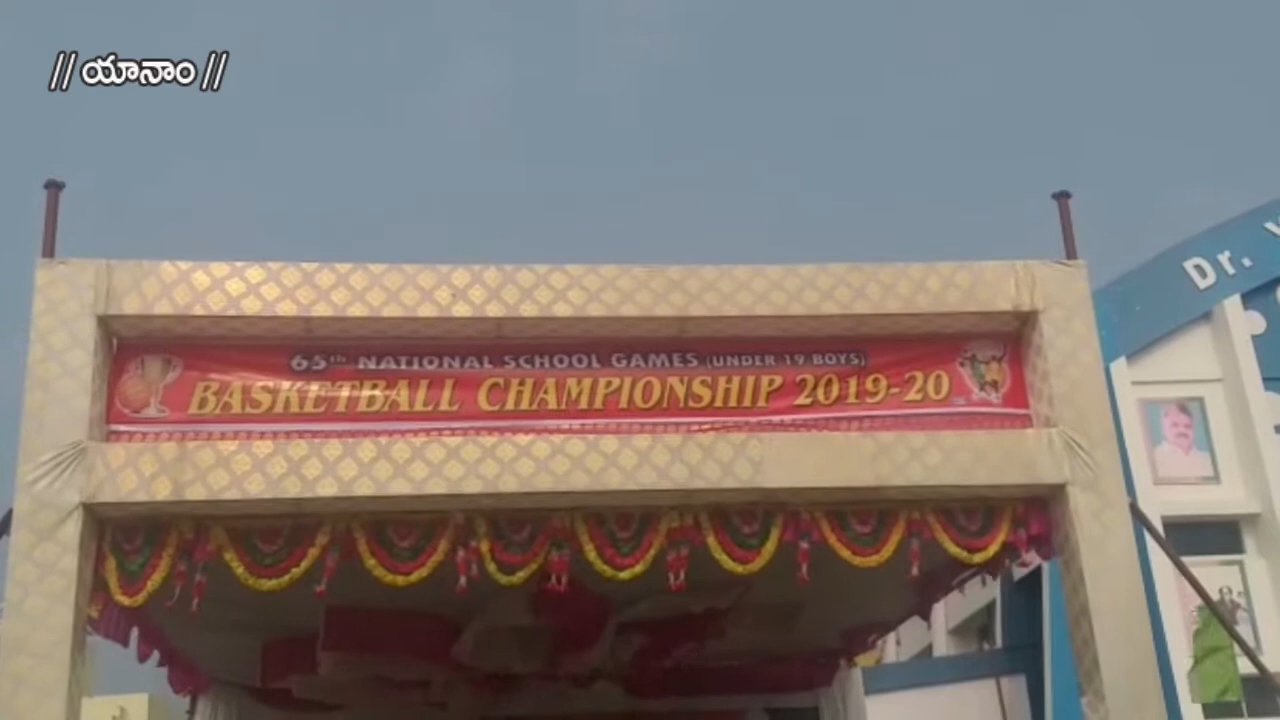 // యానాం //
65th NATIONAL SCHOOL GAMES (UNDER 19 BOYS)
BASKETBALL CHAMPIONSHIP 2019-20
Dr.